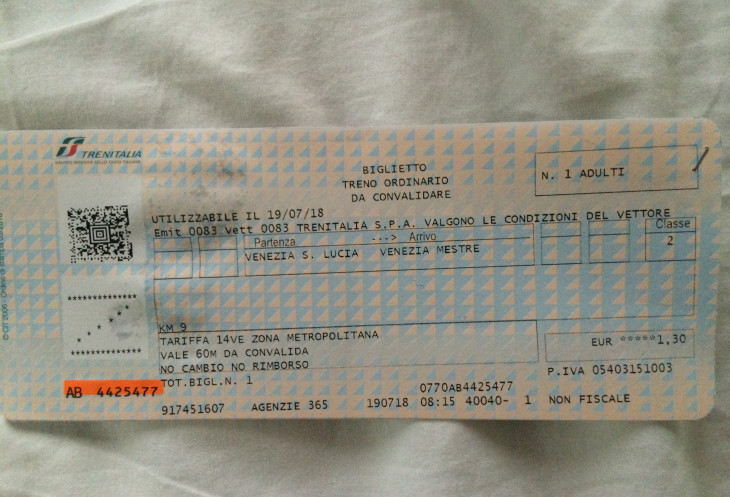 TRENITALIA
BIGLIETTO
TRENO ORDINARIO
DA CONVALIDARE
N. 1 ADULTI
UTILIZZABILE IL 19/07/18
Emit 0083 Vett 0083 TRENITALIA S.P.A. VALGONO LE CONDIZIONI DEL VETTORE
Partenza ---> Arrivo Classe
VENEZIA S. LUCIA VENEZIA MESTRE 2
**************
* * * * *
**************
KM 9
TARIFFA 14VE ZONA METROPOLITANA
VALE 60M DA CONVALIDA
NO CAMBIO NO RIMBORSO
EUR *****1,30
P.IVA 05403151003
TOT.BIGL.N. 1
AB 4425477
0770AB4425477
917451607 AGENZIE 365 190718 08:15 40040- 1 NON FISCALE